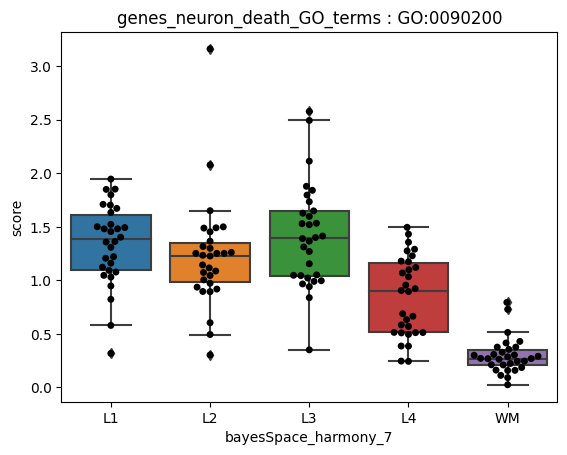 genes_neuron_death_GO_terms : GO:0090200
3.0
2.5
2.0
1.5
1.0
0.5
0.0
score
L1 L2 L3 L4 WM
bayesSpace_harmony_7